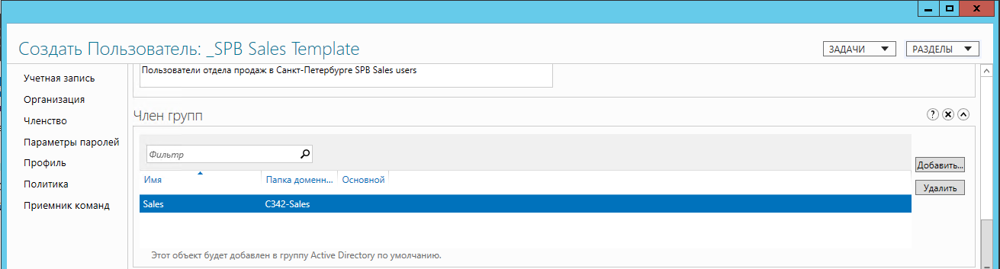 Создать Пользователь: _SPB Sales Template
ЗАДАЧИ
РАЗДЕЛЫ
Учетная запись
Организация
Членство
Параметры паролей
Профиль
Политика
Приемник команд
Пользователи отдела продаж в Санкт-Петербурге SPB Sales users
Член групп
Фильтр
Добавить...
Удалить
Имя Папка доменн... Основной
Sales C342-Sales
Этот объект будет добавлен в группу Active Directory по умолчанию.